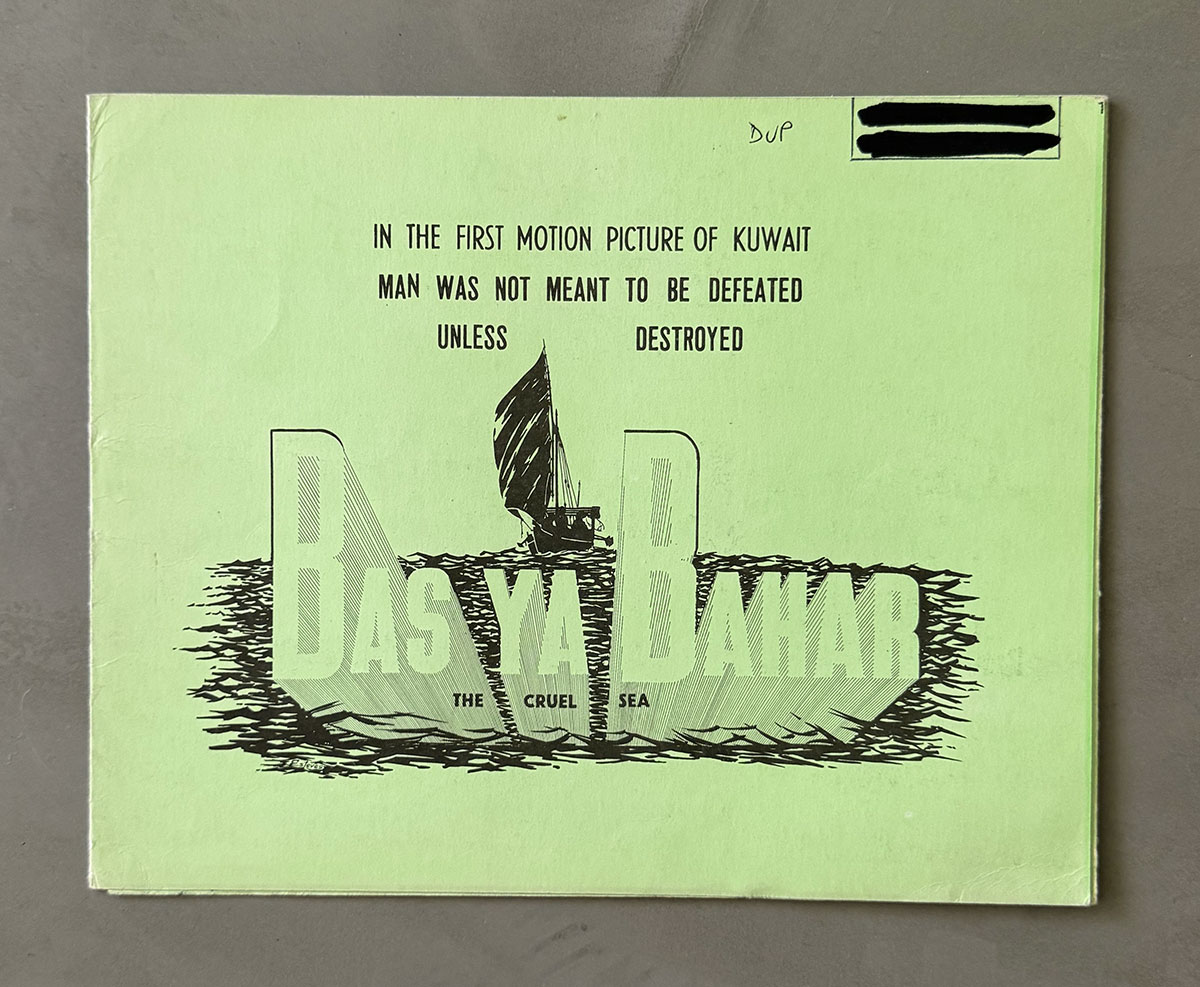 DUP
IN THE FIRST MOTION PICTURE OF KUWAIT
MAN WAS NOT MEANT TO BE DEFEATED
UNLESS DESTROYED
BAS YA BAHAR
THE CRUEL SEA